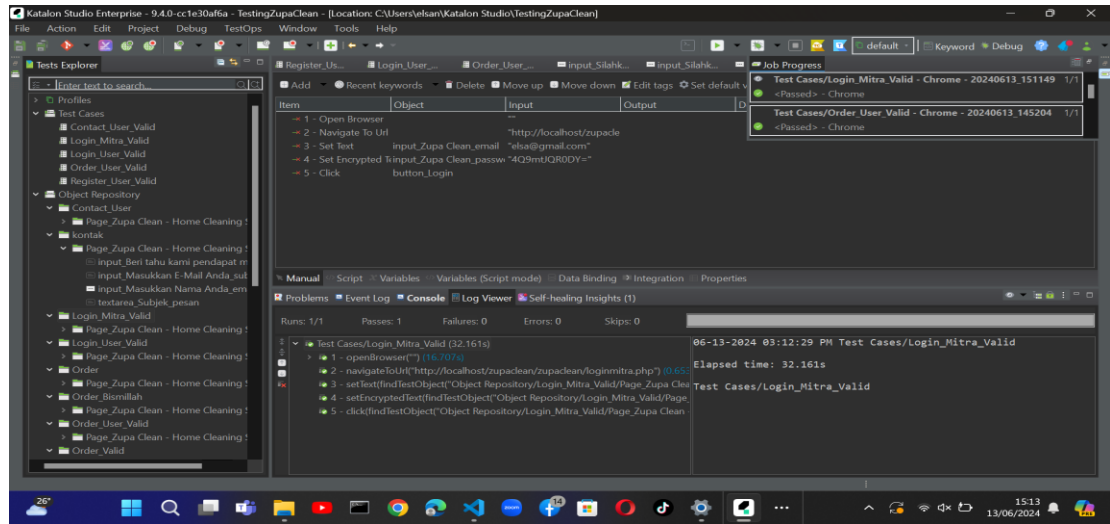 Katalon Studio Enterprise - 9.4.0-cc1e30af6a - TestingZupaClean - [Location: C:\Users\elsan\Katalon Studio\TestingZupaClean]
File Action Edit Project Debug TestOps Window Tools Help
default Keyword Debug
Tests Explorer
Register_Us... Login_User_... Order_User_... input_Silahk... input_Silahk...
Job Progress
Enter text to search...
Add Recent keywords Delete Move up Move down Edit tags Set default v
Test Cases/Login_Mitra_Valid - Chrome - 20240613_151149 1/1
<Passed> - Chrome
Test Cases/Order_User_Valid - Chrome - 20240613_145204 1/1
<Passed> - Chrome
Profiles
Test Cases
Contact_User_Valid
Login_Mitra_Valid
Login_User_Valid
Order_User_Valid
Register_User_Valid
Object Repository
Contact_User
Page_Zupa Clean - Home Cleaning S
kontak
Page_Zupa Clean - Home Cleaning S
input_Beri tahu kami pendapat m
input_Masukkan E-Mail Anda_sub
input_Masukkan Nama Anda_em
textarea_Subjek_pesan
Login_Mitra_Valid
Page_Zupa Clean - Home Cleaning S
Login_User_Valid
Page_Zupa Clean - Home Cleaning S
Order
Page_Zupa Clean - Home Cleaning S
Order_Bismillah
Page_Zupa Clean - Home Cleaning S
Order_User_Valid
Page_Zupa Clean - Home Cleaning S
Order_Valid
Item Object Input Output D
1 - Open Browser ""
2 - Navigate To Url "http://localhost/zupacle
3 - Set Text input_Zupa Clean_email "elsa@gmail.com"
4 - Set Encrypted Te input_Zupa Clean_passw "4Q9mtJQR0DY="
5 - Click button_Login
Manual Script Variables Variables (Script mode) Data Binding Integration Properties
Problems Event Log Console Log Viewer Self-healing Insights (1)
Runs: 1/1 Passes: 1 Failures: 0 Errors: 0 Skips: 0
Test Cases/Login_Mitra_Valid (32.161s)
1 - openBrowser("") (16.707s)
2 - navigateToUrl("http://localhost/zupaclean/zupaclean/loginmitra.php") (0.653
3 - setText(findTestObject("Object Repository/Login_Mitra_Valid/Page_Zupa Clea
4 - setEncryptedText(findTestObject("Object Repository/Login_Mitra_Valid/Page_
5 - click(findTestObject("Object Repository/Login_Mitra_Valid/Page_Zupa Clean -
06-13-2024 03:12:29 PM Test Cases/Login_Mitra_Valid
Elapsed time: 32.161s
Test Cases/Login_Mitra_Valid
26°
zoom
14
15:13
13/06/2024
PRE